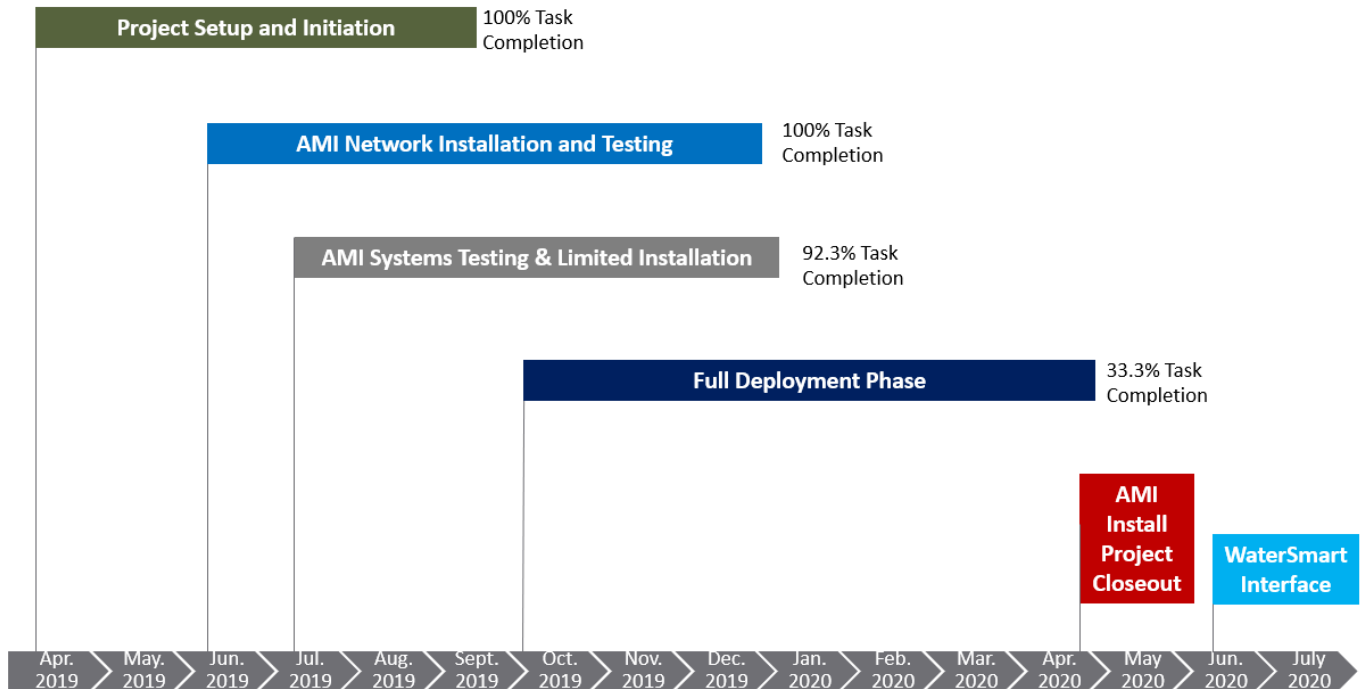 Project Setup and Initiation
100% Task
Completion
AMI Network Installation and Testing
100% Task
Completion
AMI Systems Testing & Limited Installation
92.3% Task
Completion
Full Deployment Phase
33.3% Task
Completion
AMI
Install
Project
Closeout
WaterSmart
Interface
Apr. May. Jun. Jul. Aug. Sept. Oct. Nov. Dec. Jan. Feb. Mar. Apr. May Jun. July
2019 2019 2019 2019 2019 2019 2019 2019 2019 2020 2020 2020 2020 2020 2020 2020